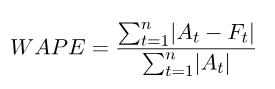 WAPE = \frac{\sum_{t=1}^{n} |A_t - F_t|}{\sum_{t=1}^{n} |A_t|}